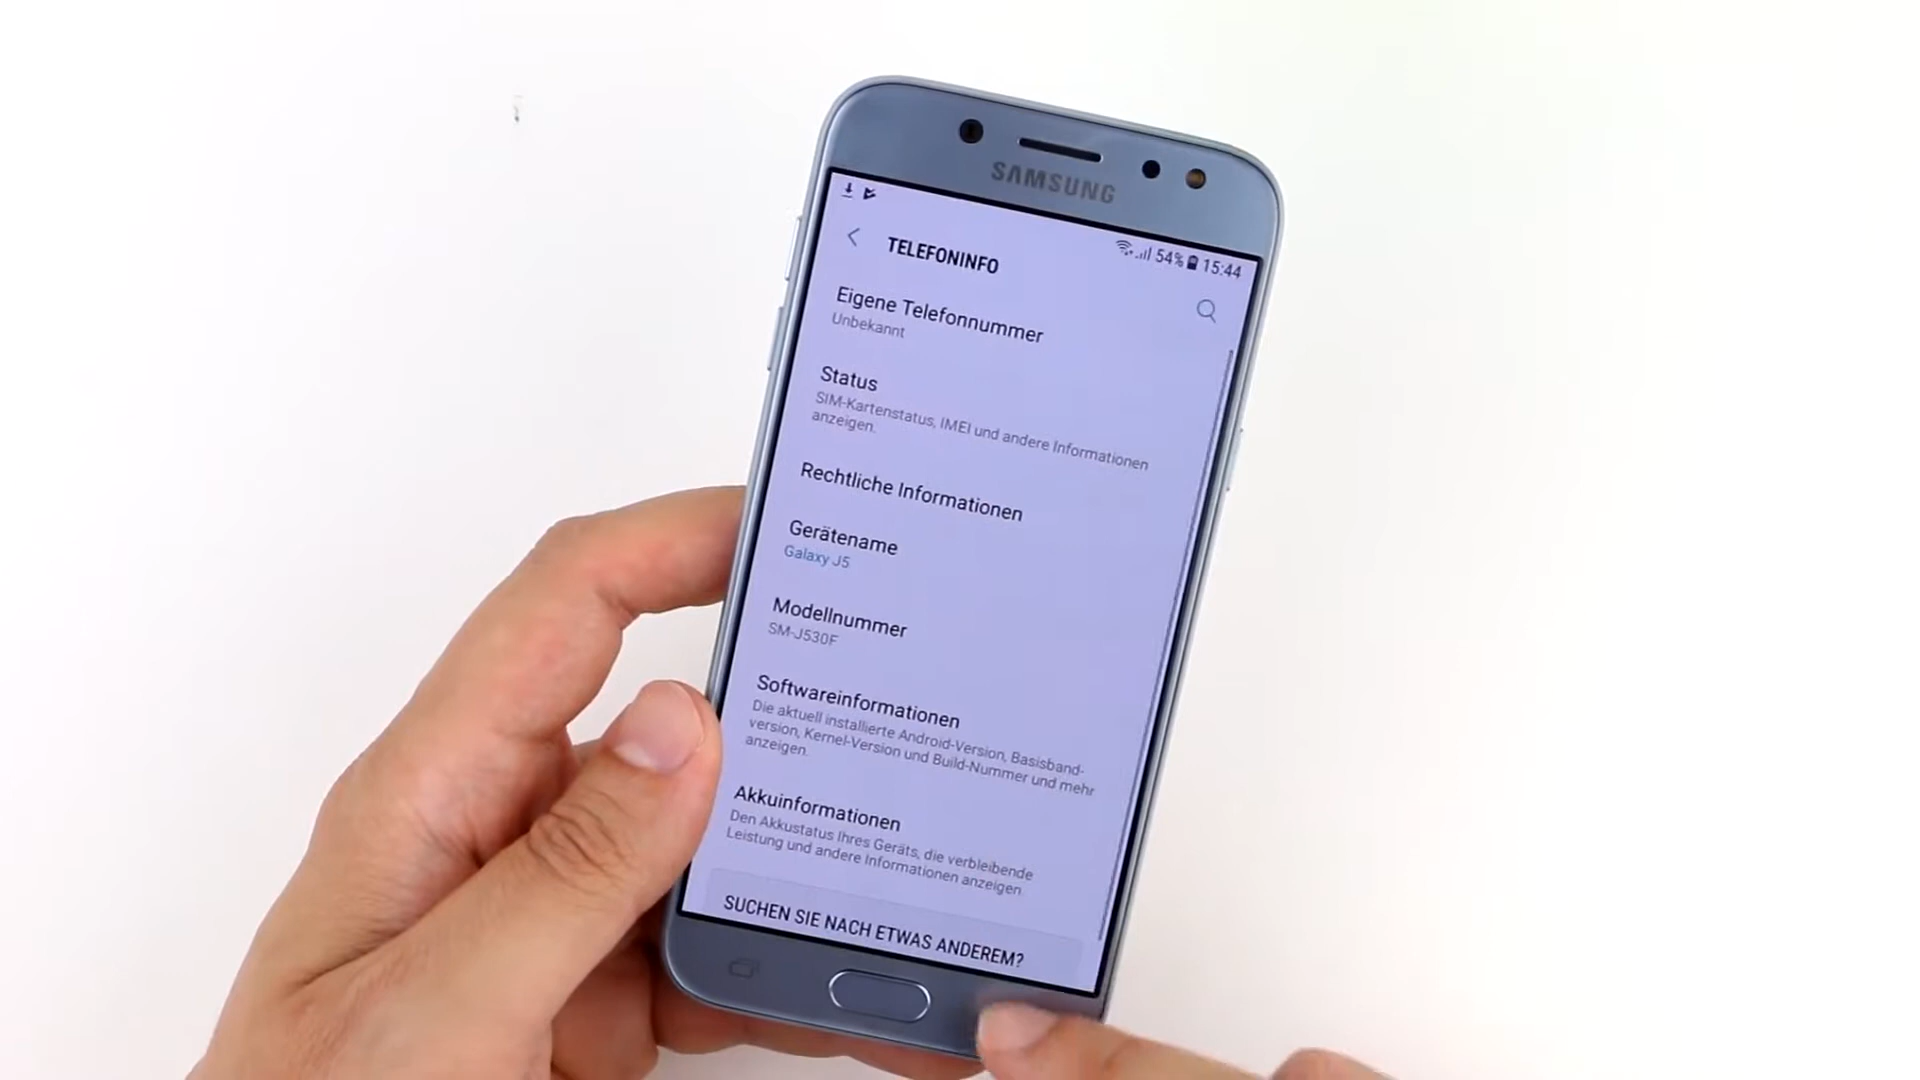 SAMSUNG
54% 15:44
TELEFONINFO
Eigene Telefonnummer
Unbekannt
Status
SIM-Kartenstatus, IMEI und andere Informationen
anzeigen.
Rechtliche Informationen
Gerätename
Galaxy J5
Modellnummer
SM-J530F
Softwareinformationen
Die aktuell installierte Android-Version, Basisband-
version, Kernel-Version und Build-Nummer und mehr
anzeigen.
Akkuinformationen
Den Akkustatus Ihres Geräts, die verbleibende
Leistung und andere Informationen anzeigen.
SUCHEN SIE NACH ETWAS ANDEREM?